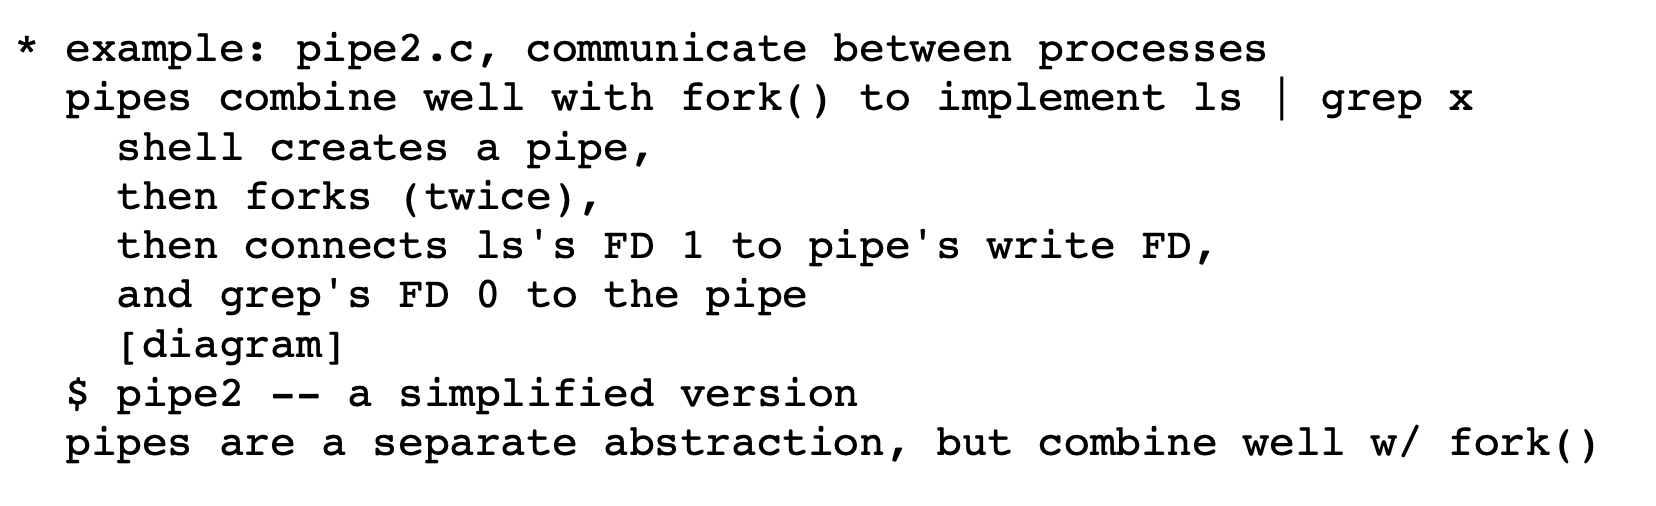 * example: pipe2.c, communicate between processes
pipes combine well with fork() to implement ls | grep x
shell creates a pipe,
then forks (twice),
then connects ls's FD 1 to pipe's write FD,
and grep's FD 0 to the pipe
[diagram]
$ pipe2 -- a simplified version
pipes are a separate abstraction, but combine well w/ fork()